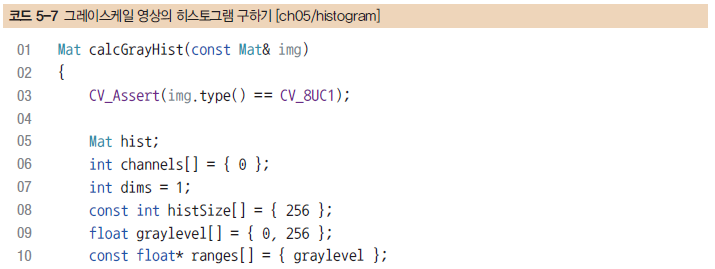 코드 5-7 그레이스케일 영상의 히스토그램 구하기 [ch05/histogram]
01 Mat calcGrayHist(const Mat& img)
02 {
03 CV_Assert(img.type() == CV_8UC1);
04
05 Mat hist;
06 int channels[] = { 0 };
07 int dims = 1;
08 const int histSize[] = { 256 };
09 float graylevel[] = { 0, 256 };
10 const float* ranges[] = { graylevel };